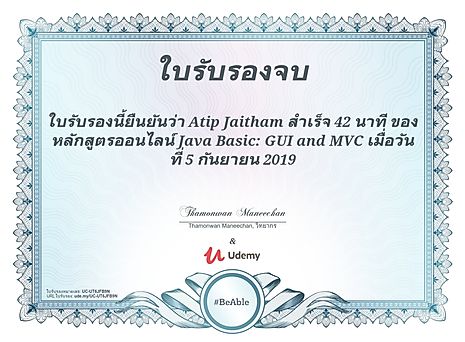 ใบรับรองจบ
ใบรับรองนี้ยืนยันว่า Atip Jaitham สำเร็จ 42 นาที ของ
หลักสูตรออนไลน์ Java Basic: GUI and MVC เมื่อวัน
ที่ 5 กันยายน 2019
Thamonwan Maneechan
Thamonwan Maneechan, วิทยากร
&
Udemy
ใบรับรองหมายเลข: UC-UT6JFB9N
URL ใบรับรอง: ude.my/UC-UT6JFB9N
#BeAble